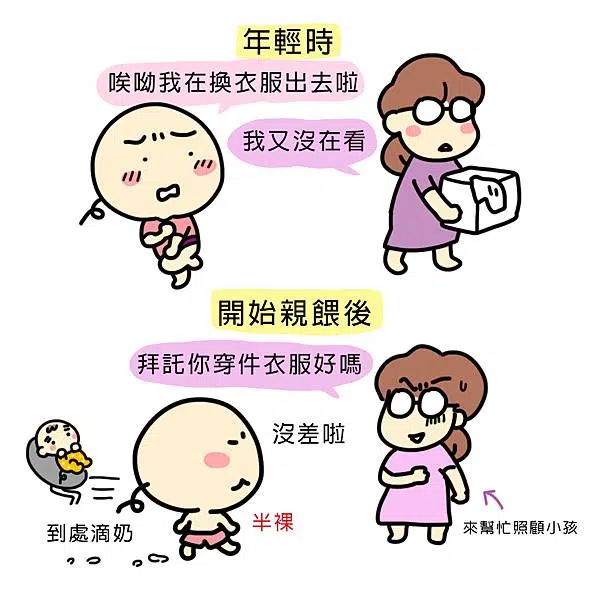 年輕時
唉呦我在換衣服出去啦
我又沒在看
開始親餵後
拜託你穿件衣服好嗎
沒差啦
到處滴奶
半裸
來幫忙照顧小孩